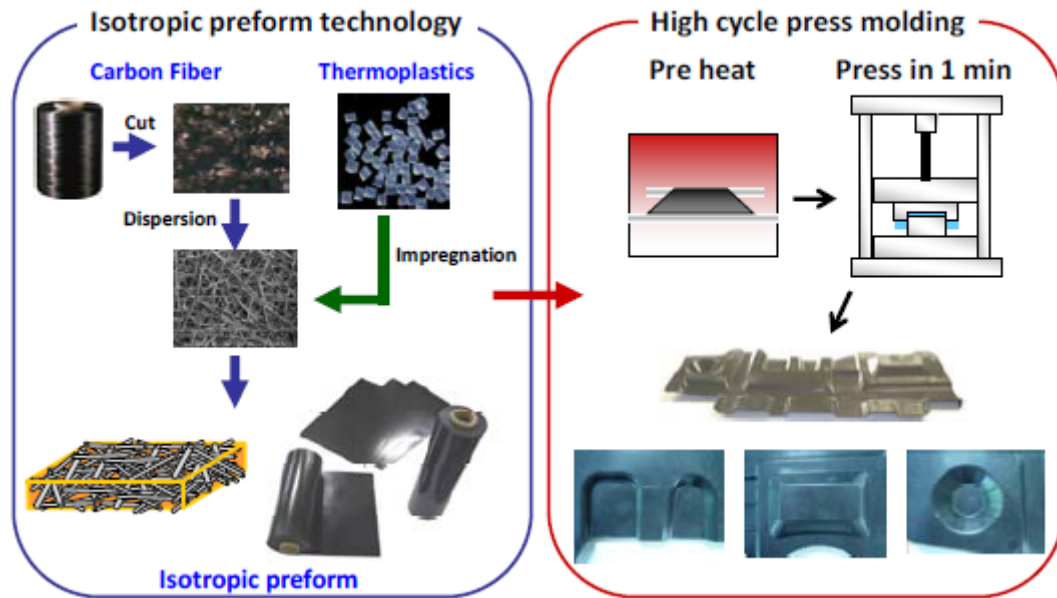 Isotropic preform technology
Carbon Fiber
Thermoplastics
Cut
Dispersion
Impregnation
Isotropic preform
High cycle press molding
Pre heat
Press in 1 min